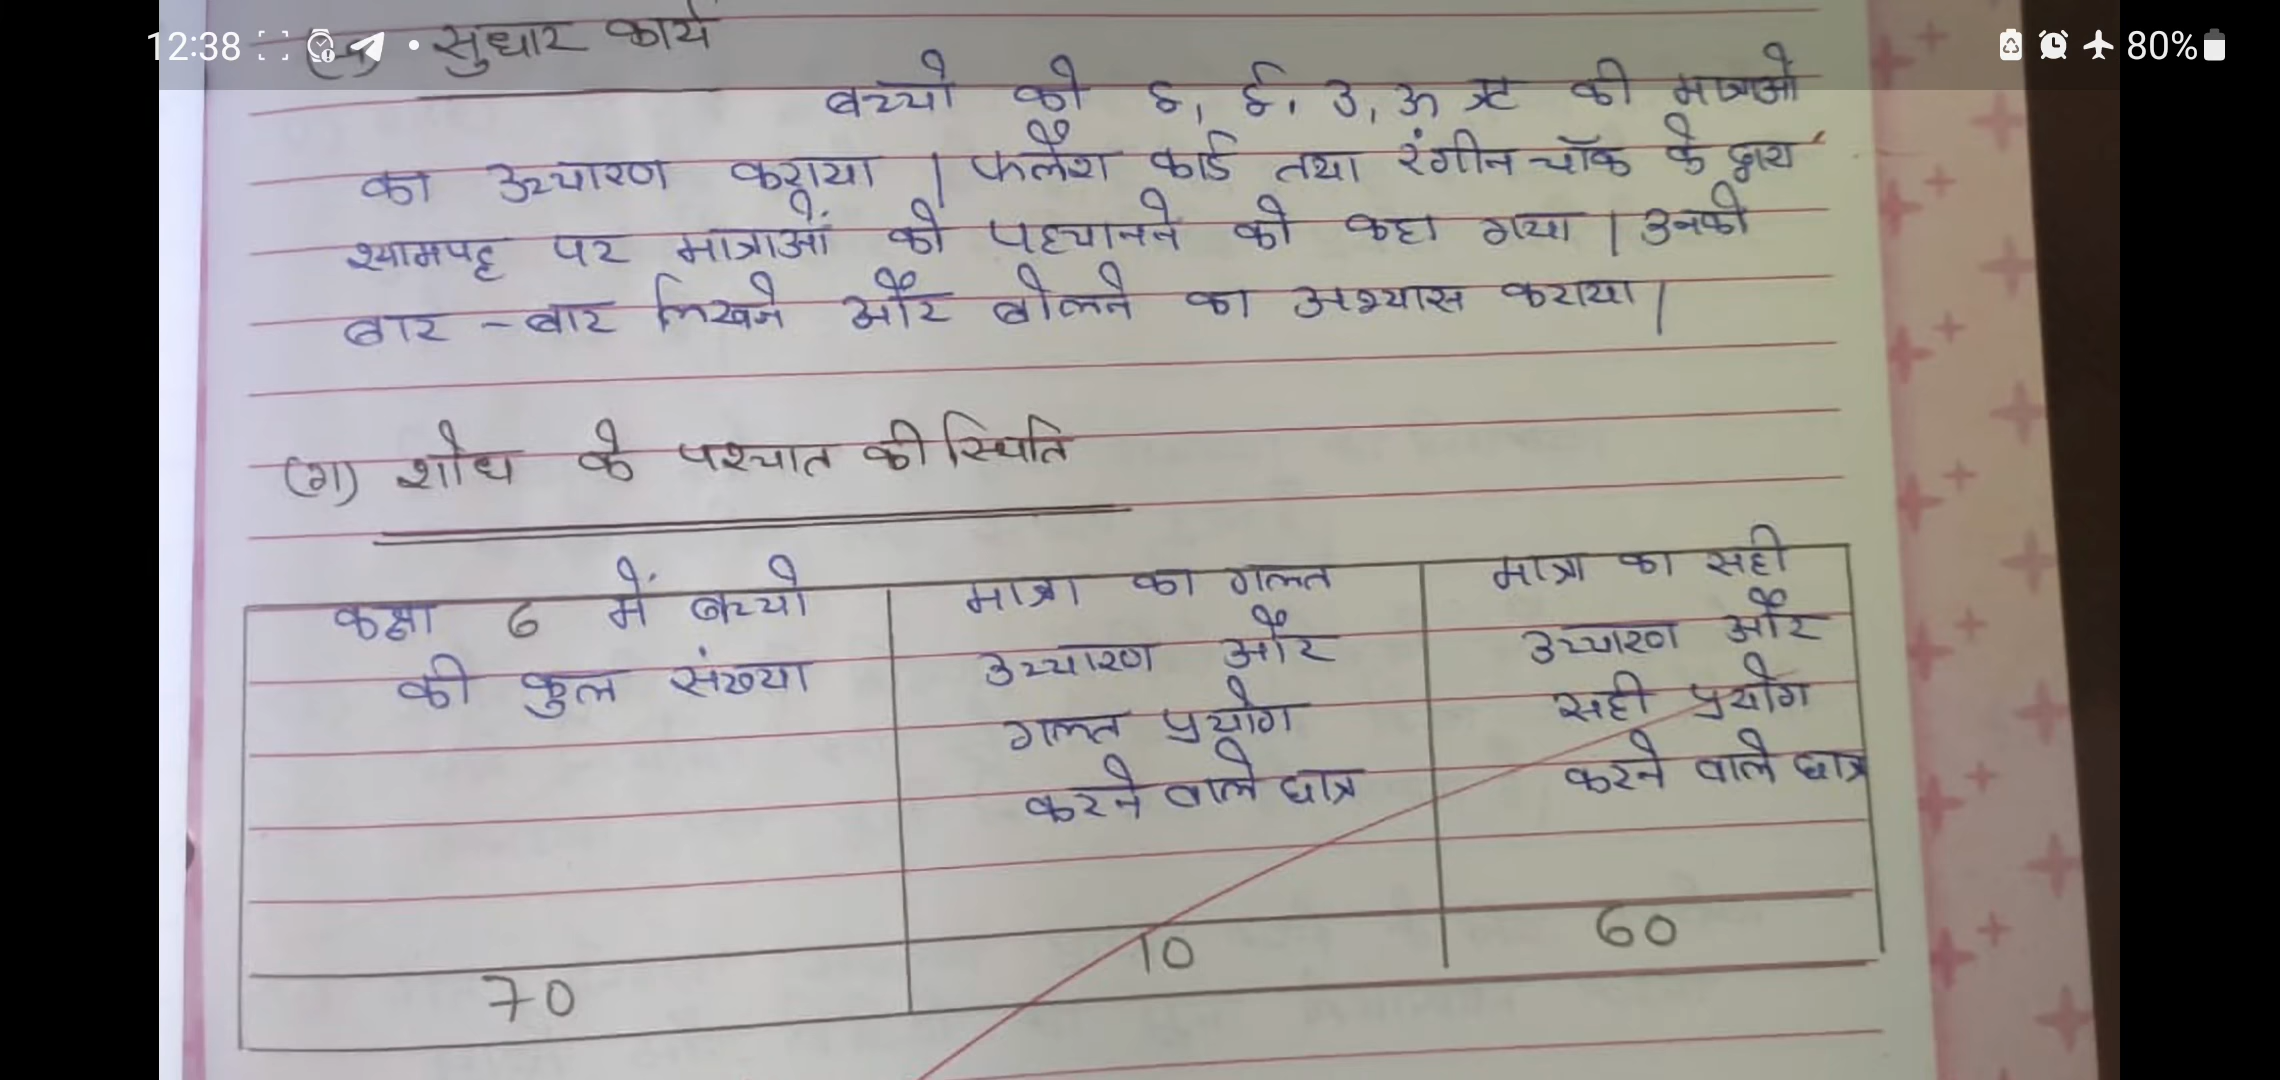 12:38 80%
सुधार कार्य
बच्चो को इ, ई, उ, ऊ ऋ की मात्राओं
का उच्चारण कराया | फ्लैश कार्ड तथा रंगीन चॉक के द्वारा
श्यामपट्ट पर मात्राओं को पहचानने को कहा गया | उनको
बार - बार लिखने और बोलने का अभ्यास कराया |
(ग) शोध के पश्चात की स्थिति
कक्षा 6 में बच्चो मात्रा का गलत मात्रा का सही
की कुल संख्या उच्चारण और उच्चारण और
गलत प्रयोग सही प्रयोग
करने वाले छात्र करने वाले छात्र
70 10 60